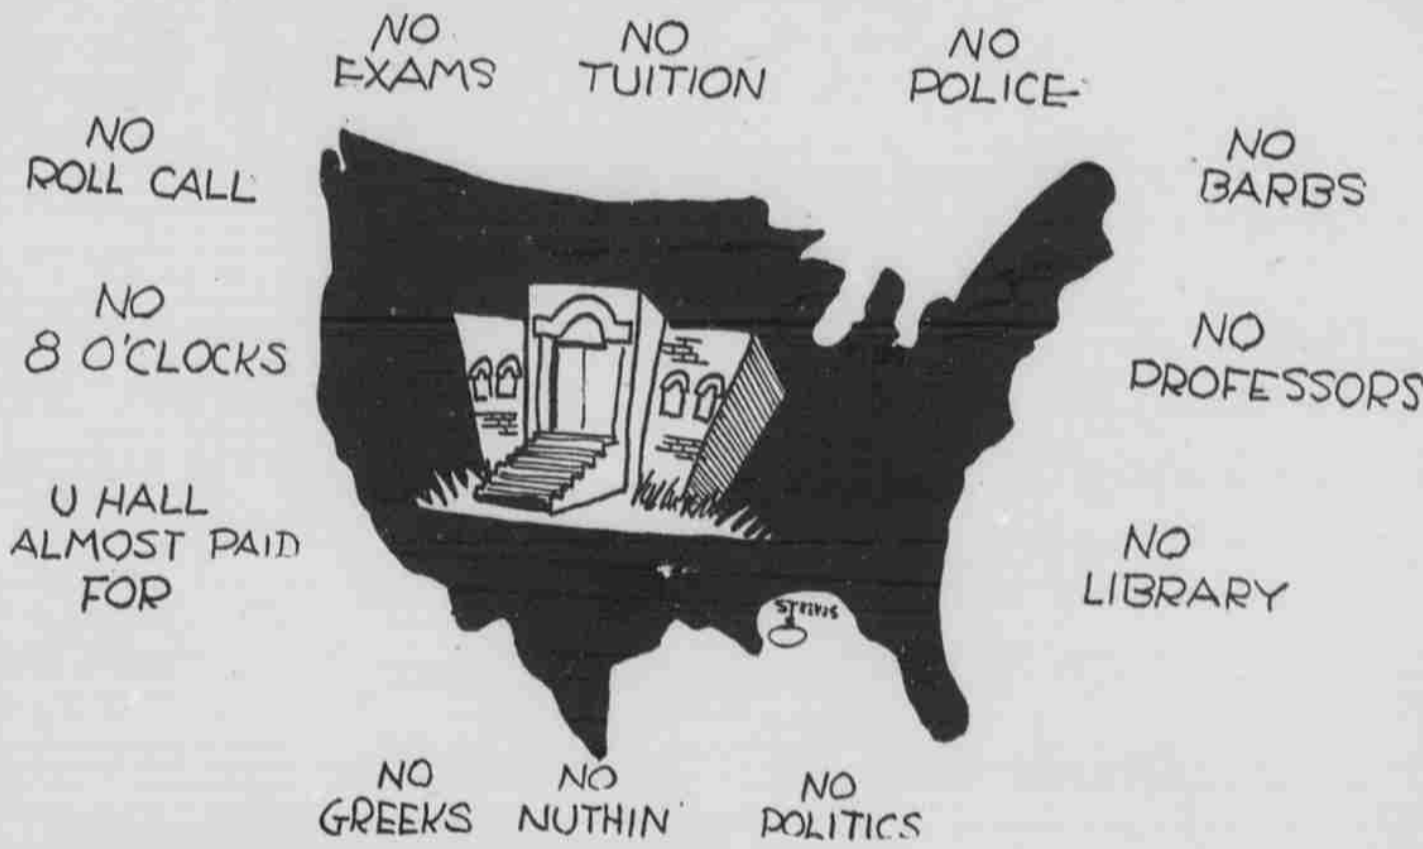 NO
EXAMS
NO
TUITION
NO
POLICE
NO
ROLL CALL
NO
BARBS
NO
8 O'CLOCKS
NO
PROFESSORS
U HALL
ALMOST PAID
FOR
NO
LIBRARY
NO
GREEKS
NO
NUTHIN'
NO
POLITICS